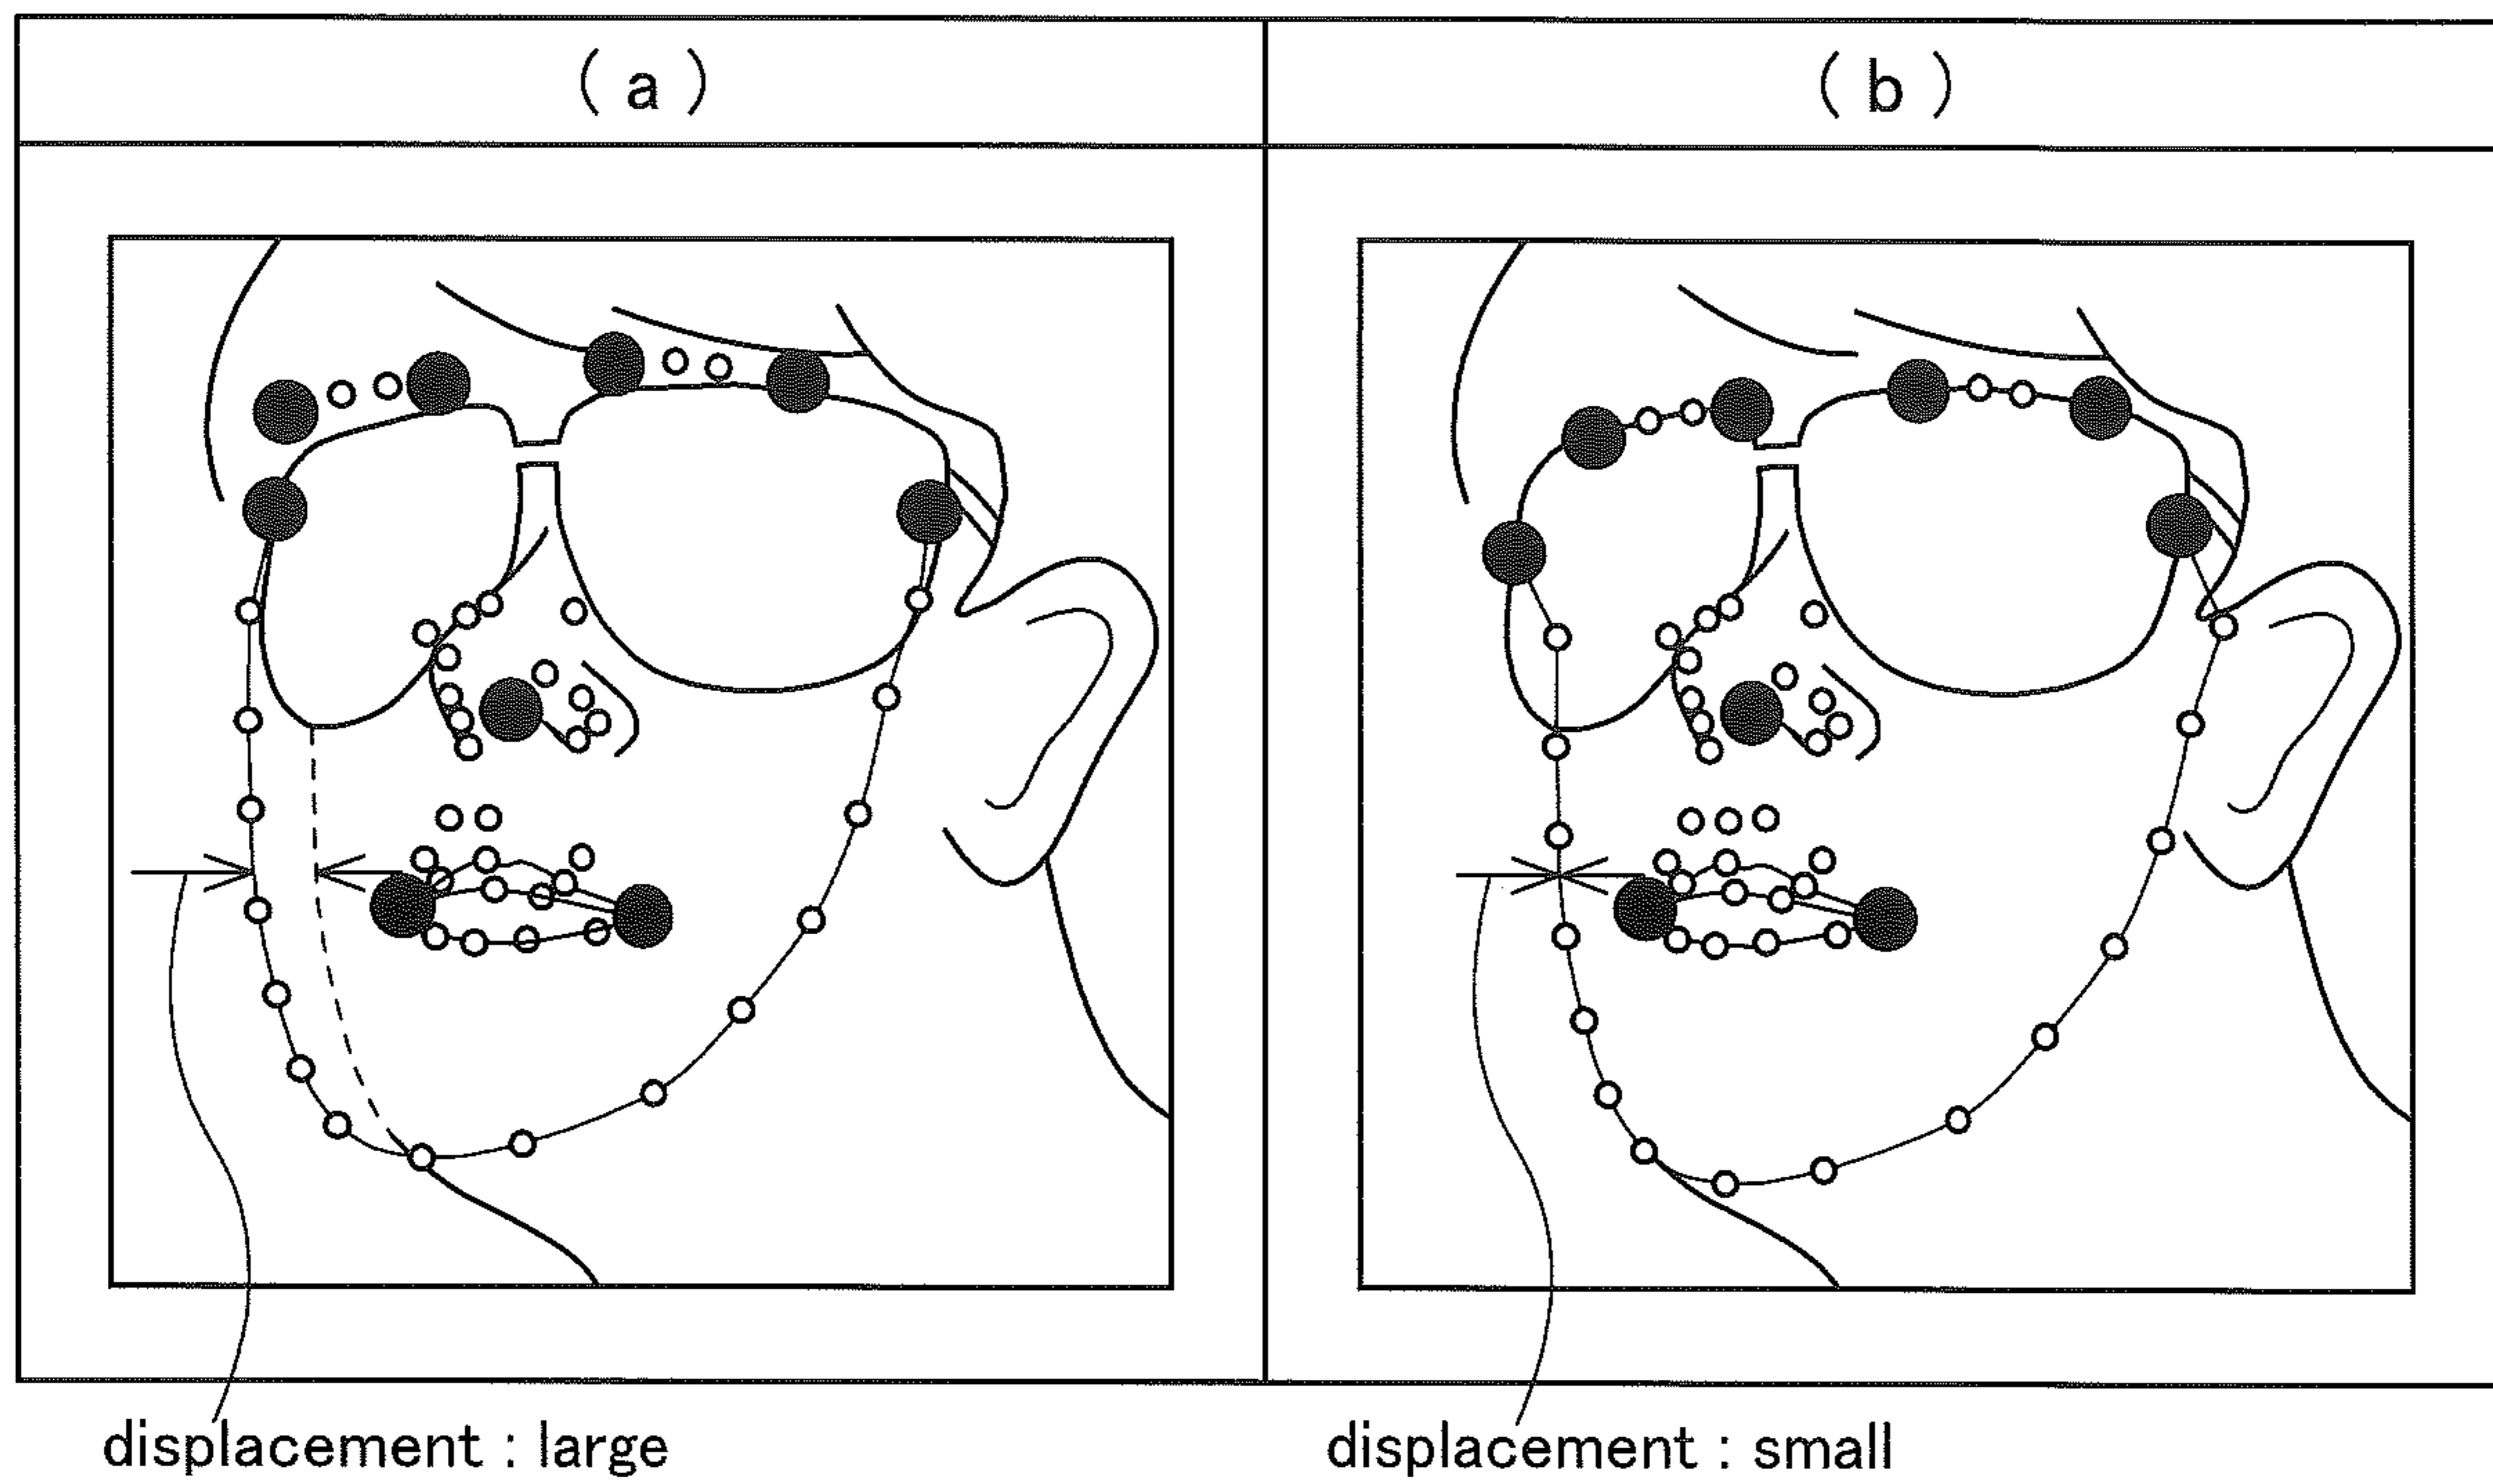 ( a )
( b )
displacement : large
displacement : small